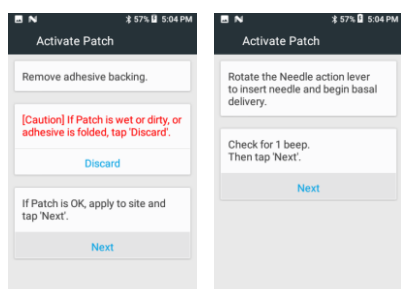 57% 5:04 PM
Activate Patch
Remove adhesive backing.
[Caution] If Patch is wet or dirty, or
adhesive is folded, tap 'Discard'.
Discard
If Patch is OK, apply to site and
tap 'Next'.
Next
57% 5:04 PM
Activate Patch
Rotate the Needle action lever
to insert needle and begin basal
delivery.
Check for 1 beep.
Then tap 'Next'.
Next